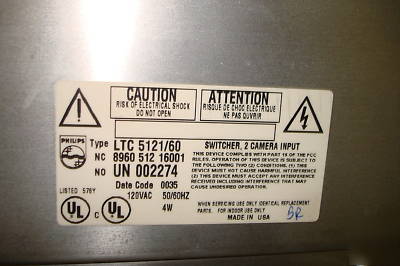 CAUTION
RISK OF ELECTRICAL SHOCK
DO NOT OPEN
ATTENTION
RISQUE DE CHOC ELECTRIQUE
NE PAS OUVRIR
PHILIPS
Type LTC 5121/60
NC 8960 512 16001
NO UN 002274
Date Code 0035
120VAC 50/60HZ
4W
LISTED 576Y
UL
C UL
SWITCHER, 2 CAMERA INPUT
THIS DEVICE COMPLIES WITH PART 15 OF THE FCC
RULES. OPERATION OF THIS DEVICE IS SUBJECT TO
THE FOLLOWING TWO (2) CONDITIONS. (1) THIS
DEVICE MUST NOT CAUSE HARMFUL INTERFERENCE
(2) THIS DEVICE MUST ACCEPT ANY INTERFERENCE
RECEIVED INCLUDING INTERFERENCE THAT MAY CAUSE
UNDESIRED OPERATION.
WHEN SERVICING USE ONLY IDENTICAL REPLACEMENT
PARTS. FOR INDOOR USE ONLY
MADE IN USA